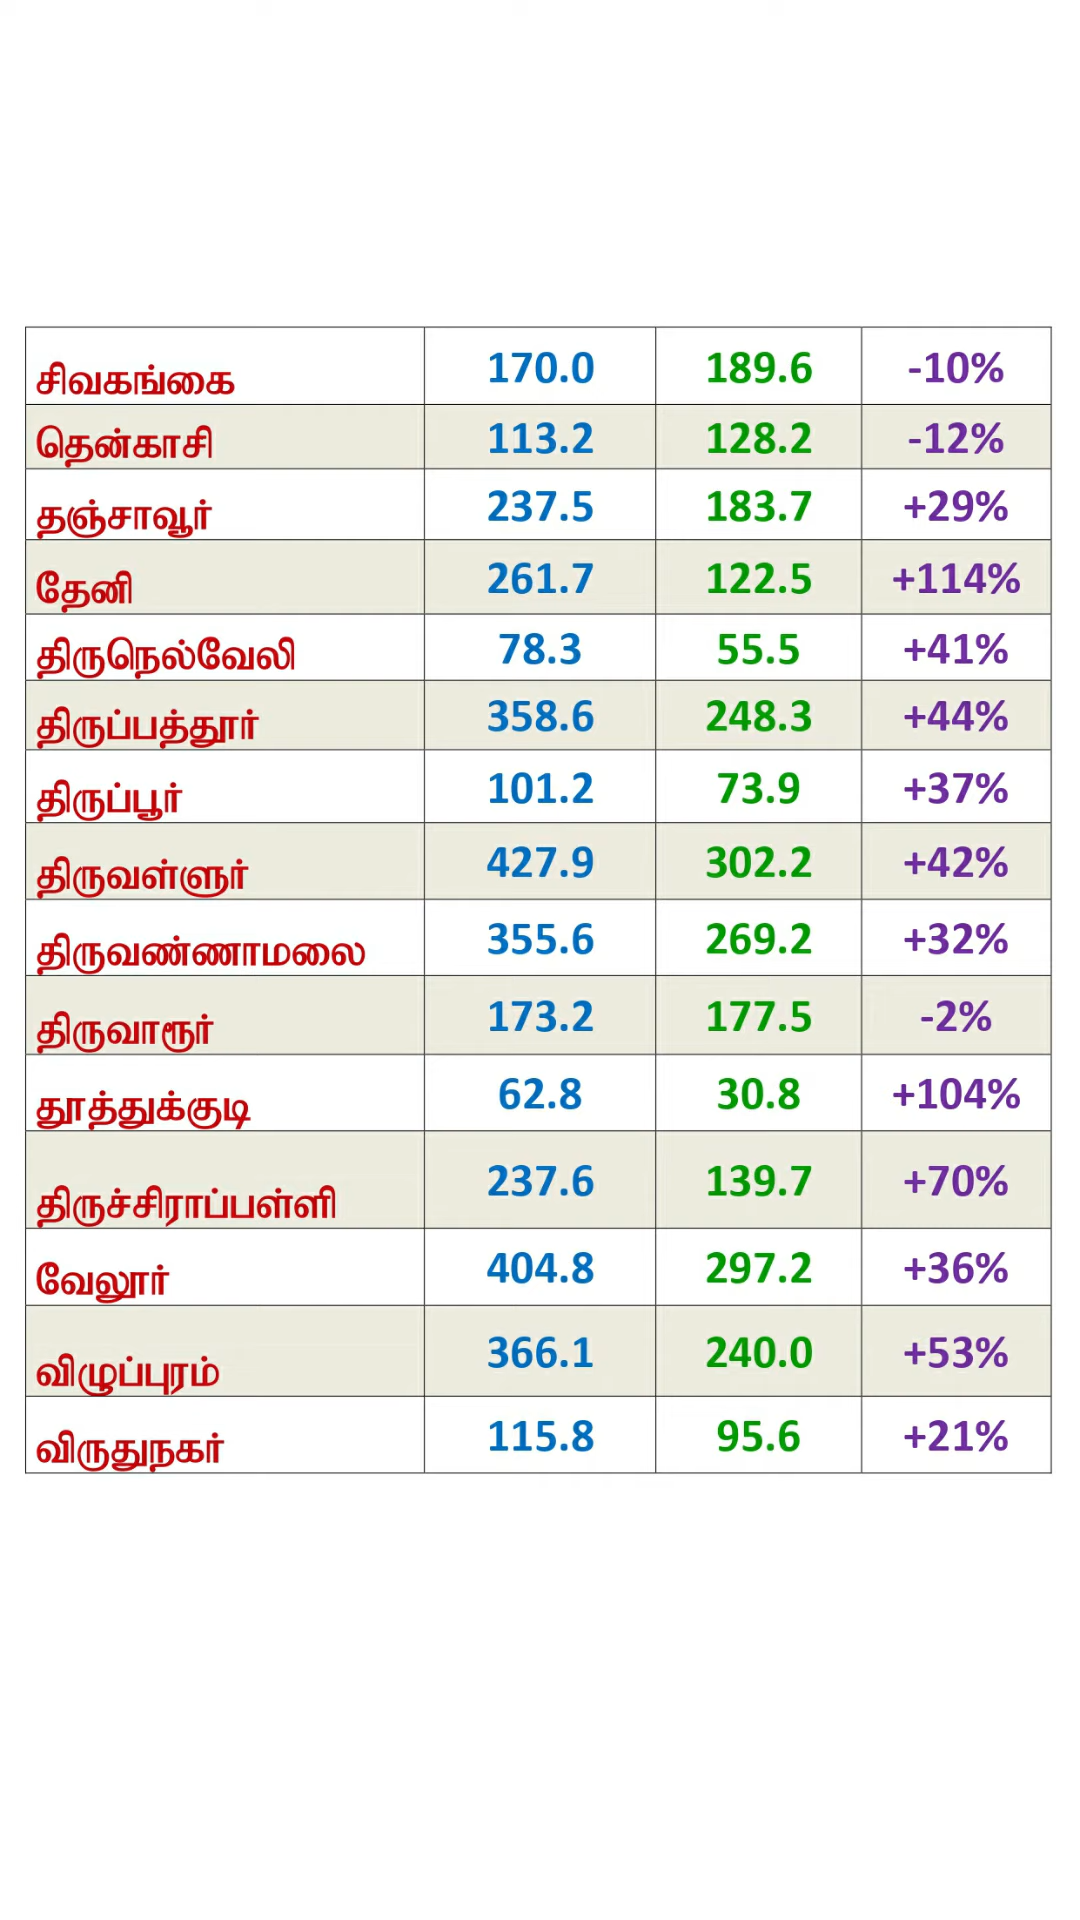 சிவகங்கை 170.0 189.6 -10%
தென்காசி 113.2 128.2 -12%
தஞ்சாவூர் 237.5 183.7 +29%
தேனி 261.7 122.5 +114%
திருநெல்வேலி 78.3 55.5 +41%
திருப்பத்தூர் 358.6 248.3 +44%
திருப்பூர் 101.2 73.9 +37%
திருவள்ளுர் 427.9 302.2 +42%
திருவண்ணாமலை 355.6 269.2 +32%
திருவாரூர் 173.2 177.5 -2%
தூத்துக்குடி 62.8 30.8 +104%
திருச்சிராப்பள்ளி 237.6 139.7 +70%
வேலூர் 404.8 297.2 +36%
விழுப்புரம் 366.1 240.0 +53%
விருதுநகர் 115.8 95.6 +21%